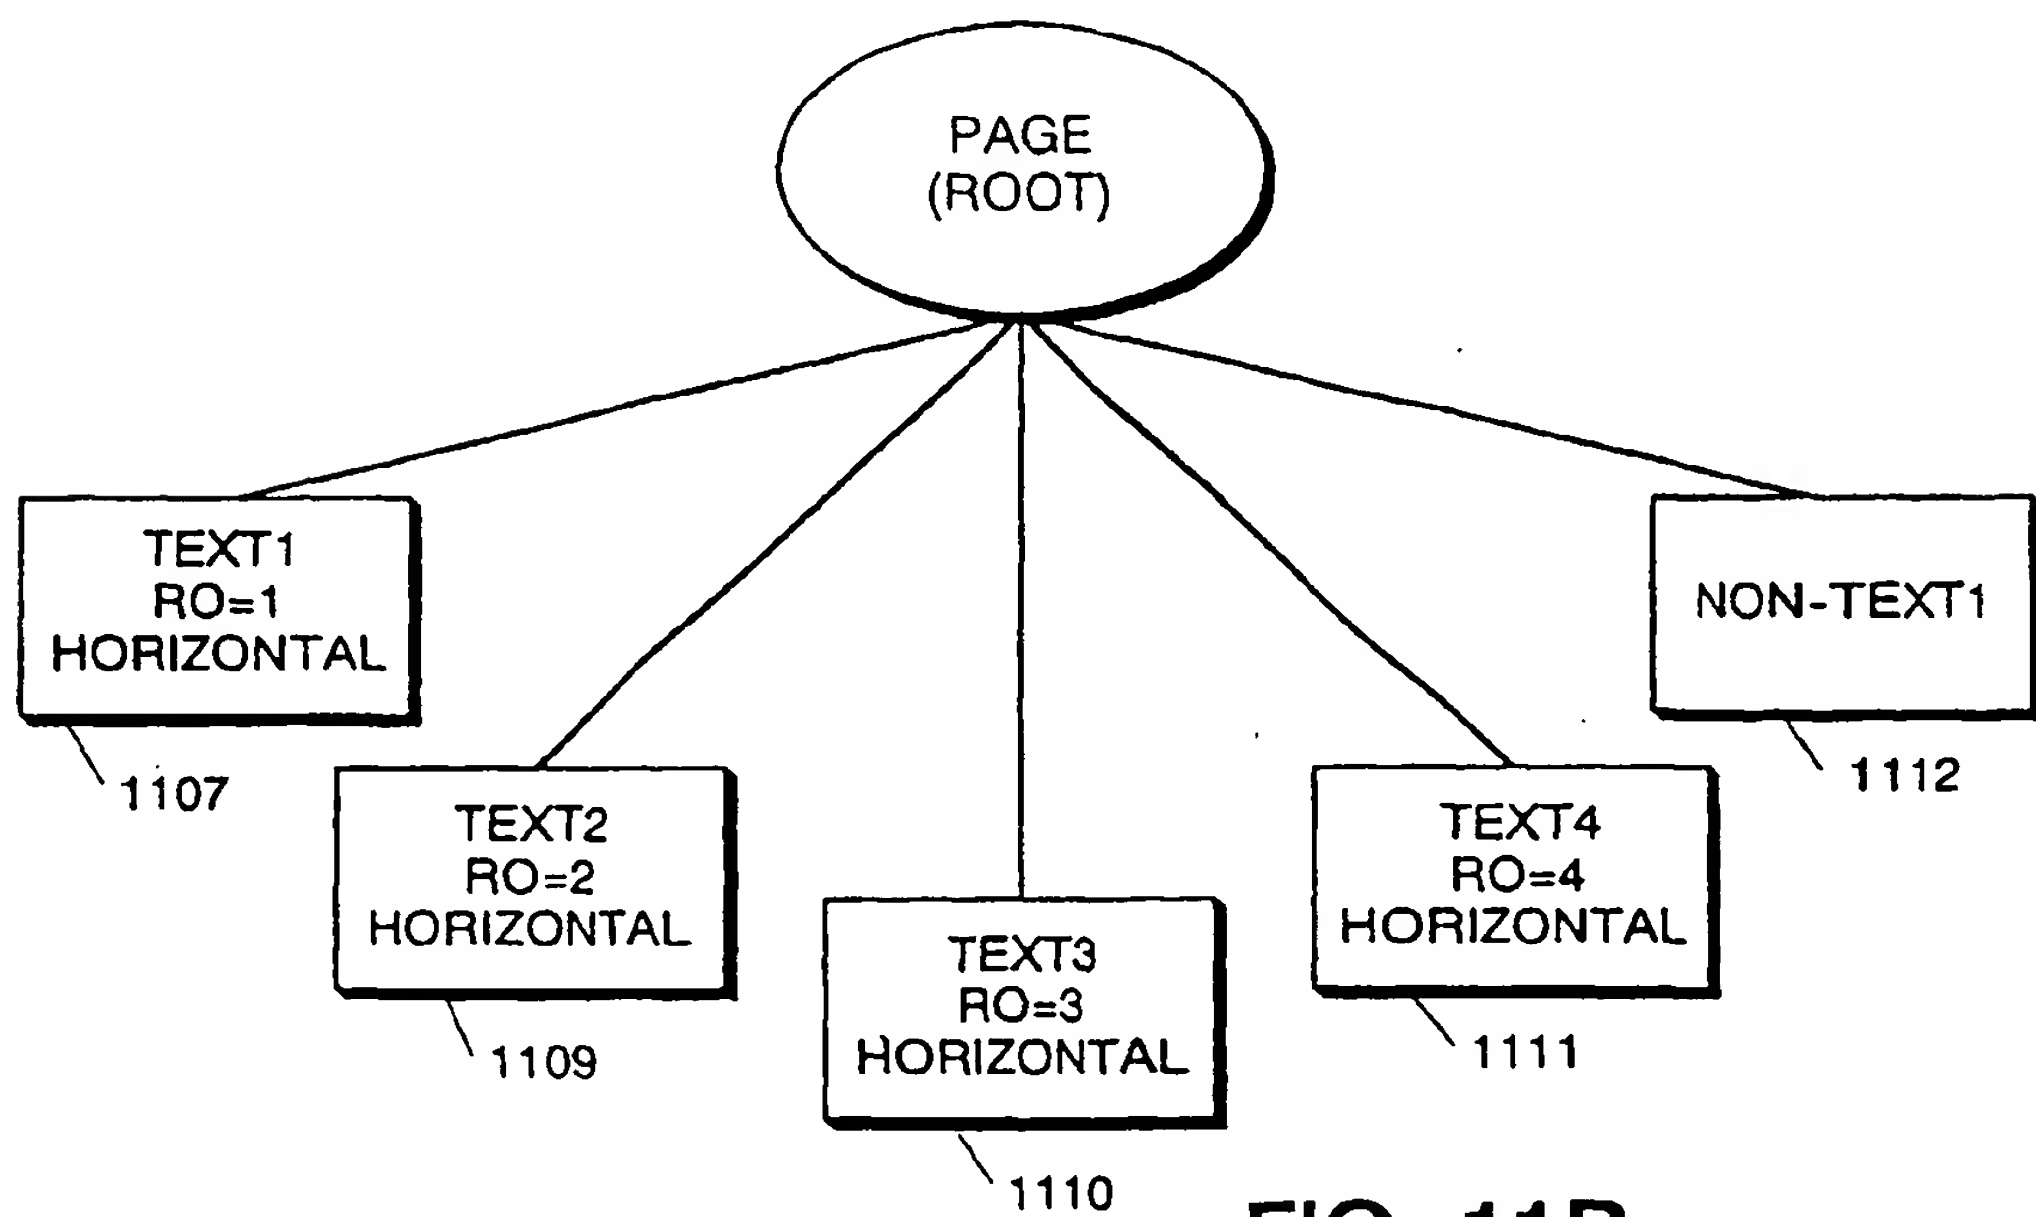 PAGE
(ROOT)
TEXT1
RO=1
HORIZONTAL
1107
TEXT2
RO=2
HORIZONTAL
1109
TEXT3
RO=3
HORIZONTAL
1110
TEXT4
RO=4
HORIZONTAL
1111
NON-TEXT1
1112